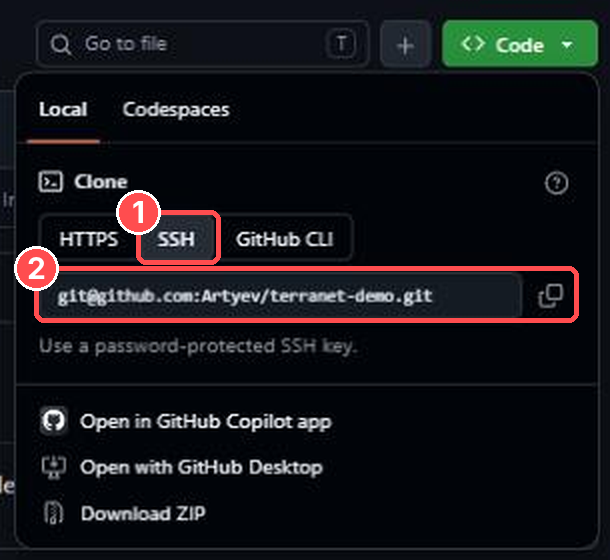 Go to file T + <> Code
Local Codespaces
Clone ?
1
HTTPS SSH GitHub CLI
2
git@github.com:Artyev/terranet-demo.git
Use a password-protected SSH key.
Open in GitHub Copilot app
Open with GitHub Desktop
Download ZIP